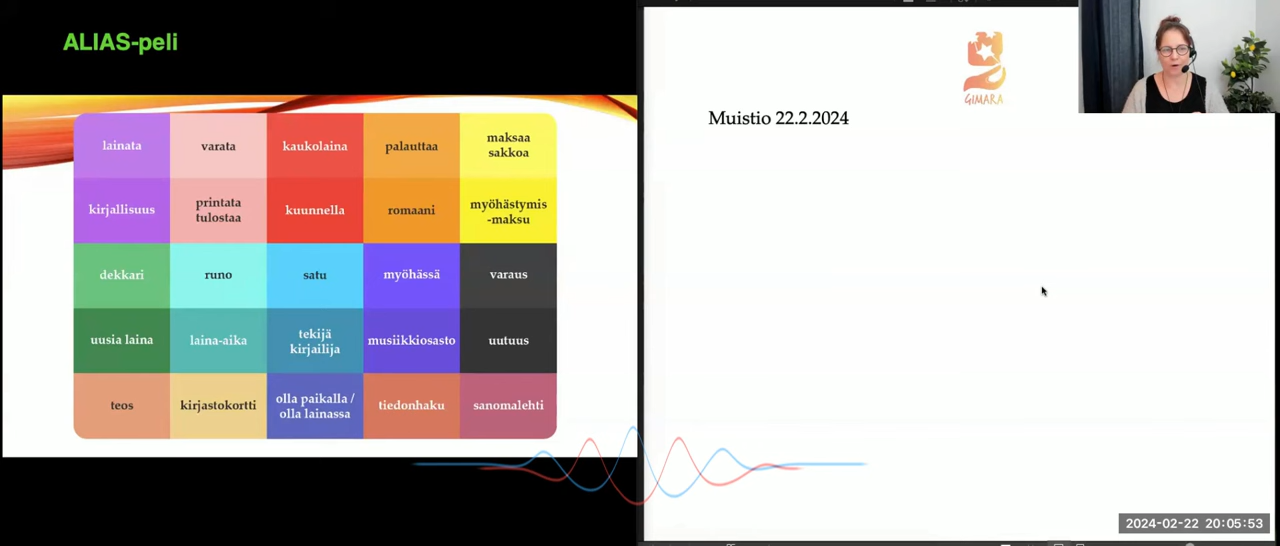 ALIAS-peli
lainata
varata
kaukolaina
palauttaa
maksaa
sakkoa
kirjallisuus
printata
tulostaa
kuunnella
romaani
myöhästymis
-maksu
dekkari
runo
satu
myöhässä
varaus
uusia laina
laina-aika
tekijä
kirjailija
musiikkiosasto
uutuus
teos
kirjastokortti
olla paikalla /
olla lainassa
tiedonhaku
sanomalehti
GIMARA
Muistio 22.2.2024
2024-02-22 20:05:53